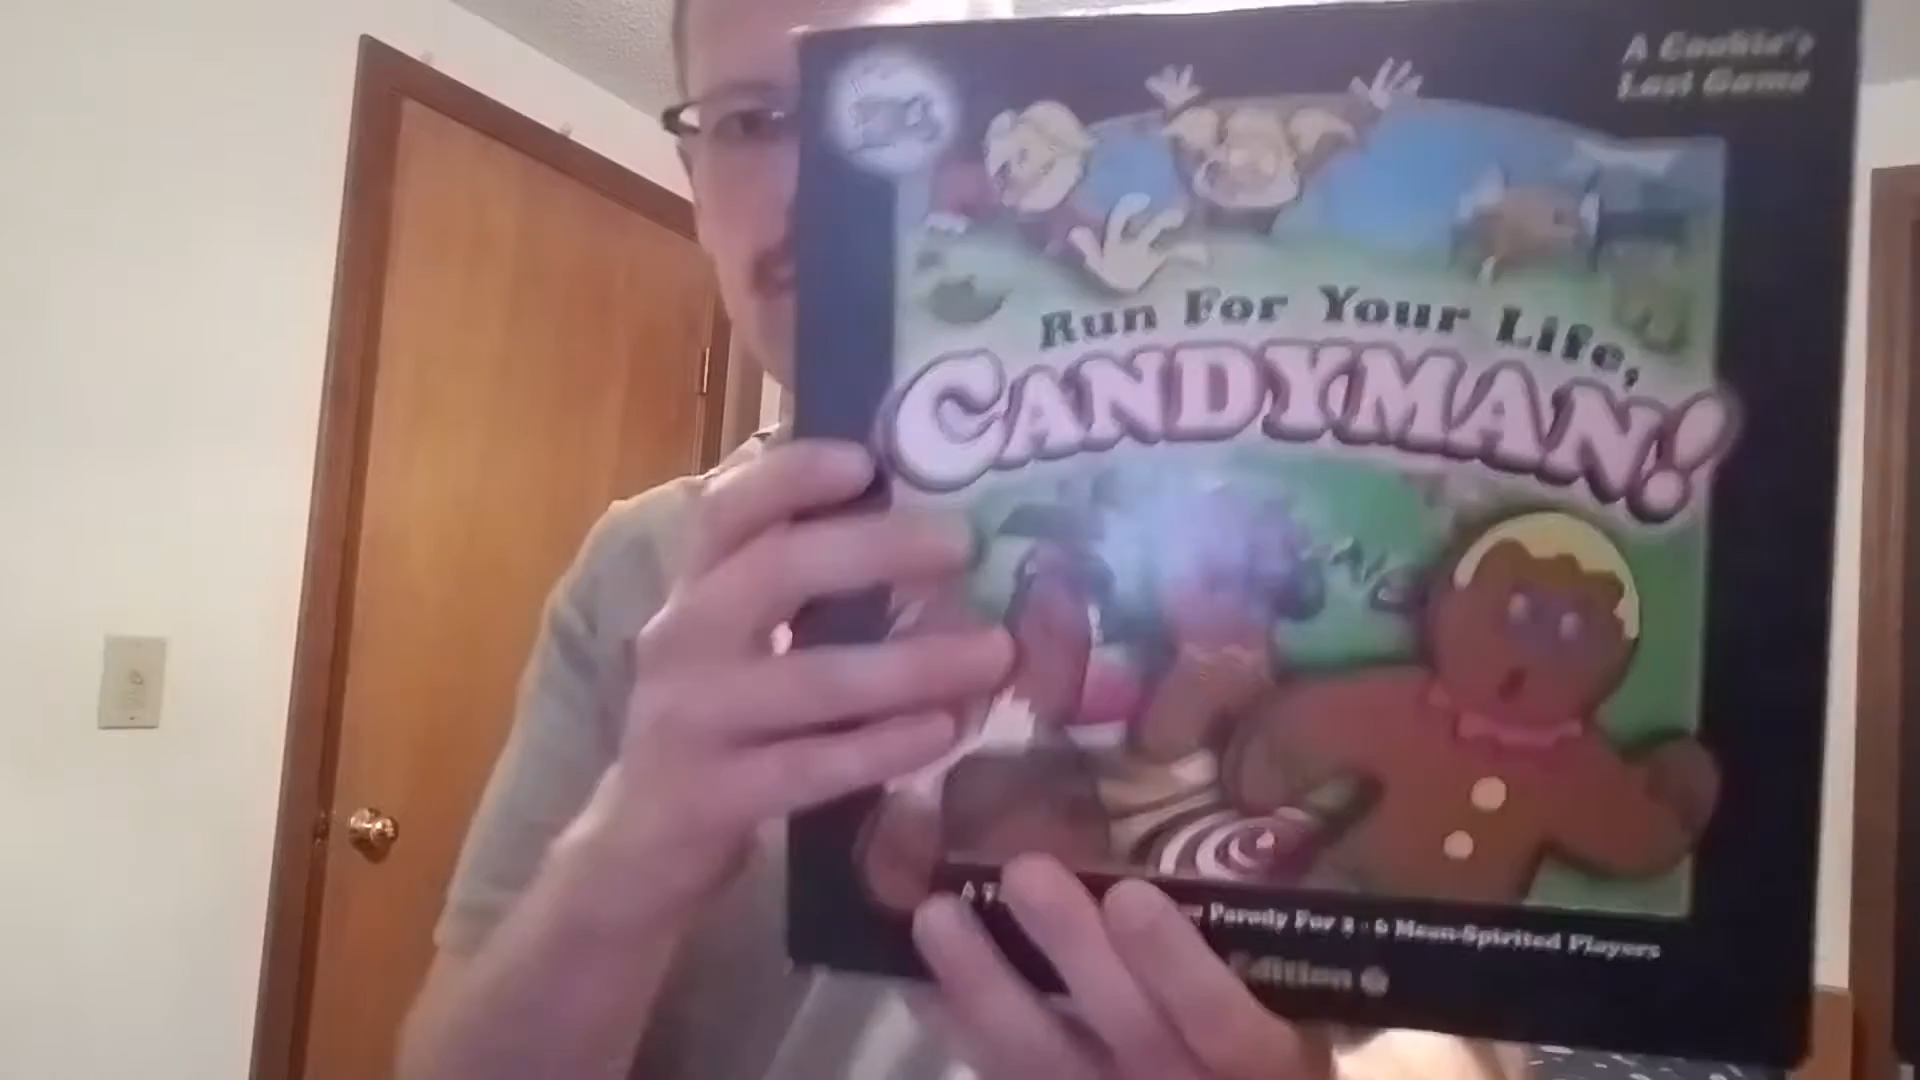 A Cookie's
Last Game
Run For Your Life,
CANDYMAN!
A Parody For 2 - 6 Mean-Spirited Players
Edition